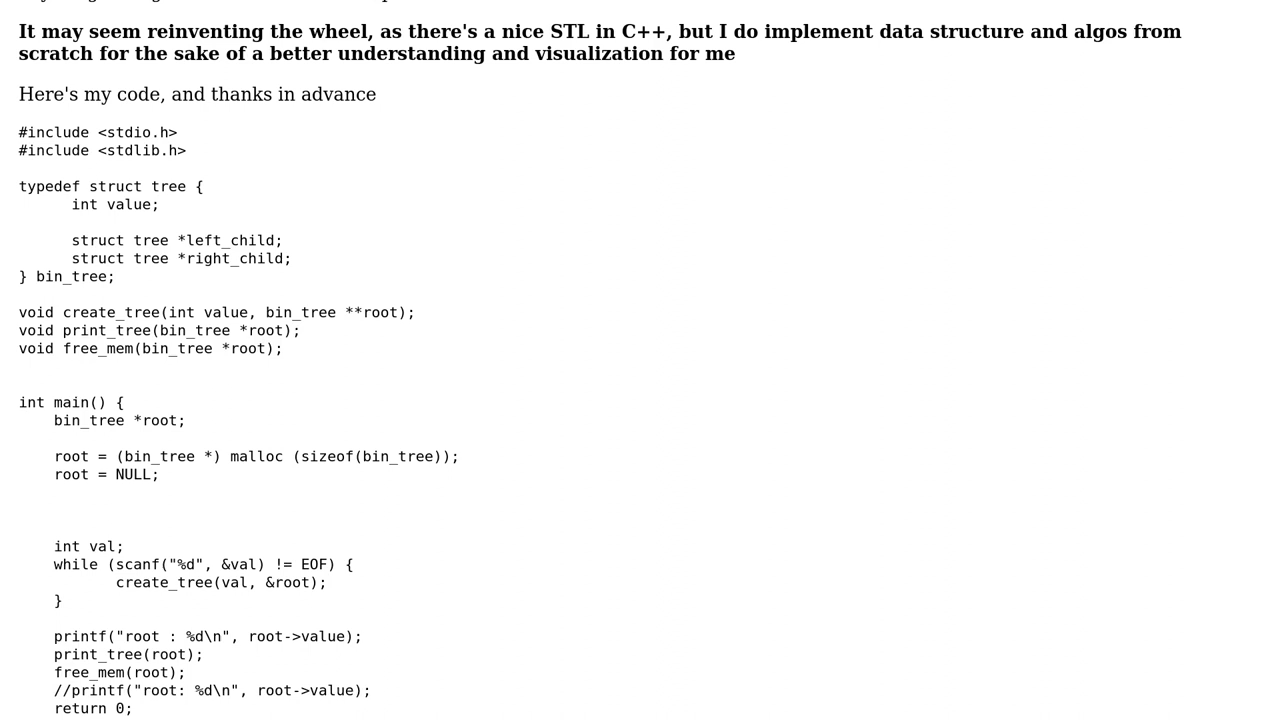 It may seem reinventing the wheel, as there's a nice STL in C++, but I do implement data structure and algos from
scratch for the sake of a better understanding and visualization for me
Here's my code, and thanks in advance
#include <stdio.h>
#include <stdlib.h>
typedef struct tree {
      int value;
      struct tree *left_child;
      struct tree *right_child;
} bin_tree;
void create_tree(int value, bin_tree **root);
void print_tree(bin_tree *root);
void free_mem(bin_tree *root);
int main() {
    bin_tree *root;
    root = (bin_tree *) malloc (sizeof(bin_tree));
    root = NULL;
    int val;
    while (scanf("%d", &val) != EOF) {
           create_tree(val, &root);
    }
    printf("root : %d\n", root->value);
    print_tree(root);
    free_mem(root);
    //printf("root: %d\n", root->value);
    return 0;